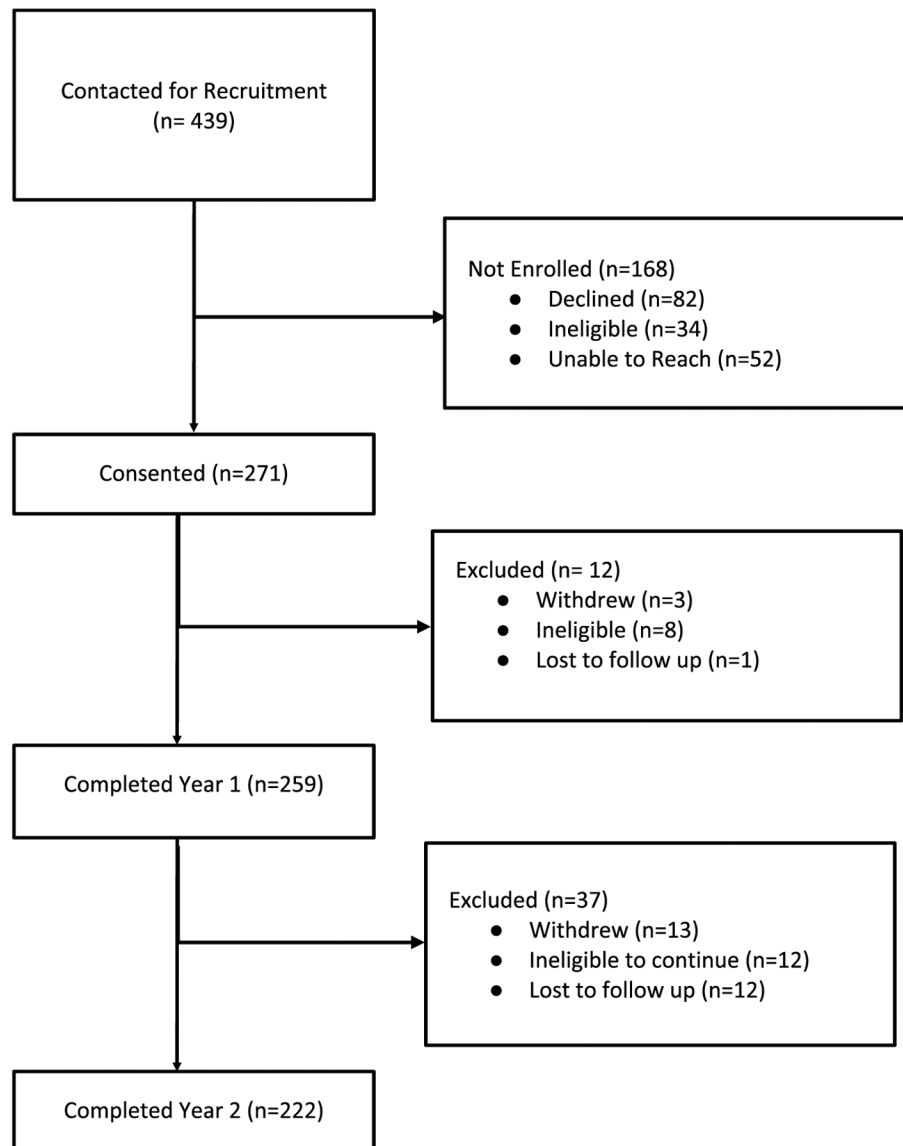 Contacted for Recruitment
(n= 439)
Not Enrolled (n=168)
● Declined (n=82)
● Ineligible (n=34)
● Unable to Reach (n=52)
Consented (n=271)
Excluded (n= 12)
● Withdrew (n=3)
● Ineligible (n=8)
● Lost to follow up (n=1)
Completed Year 1 (n=259)
Excluded (n=37)
● Withdrew (n=13)
● Ineligible to continue (n=12)
● Lost to follow up (n=12)
Completed Year 2 (n=222)